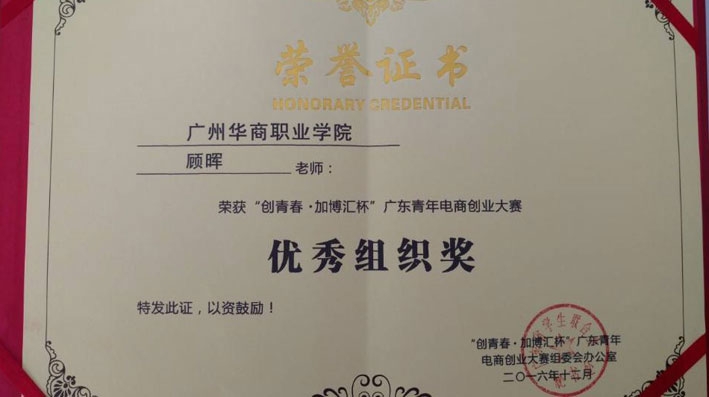 荣誉证书
HONORARY CREDENTIAL
广州华商职业学院
顾晖 老师：
荣获“创青春·加博汇杯”广东青年电商创业大赛
优秀组织奖
特发此证，以资鼓励！
“创青春·加博汇杯”广东青年
电商创业大赛组委会办公室
二〇一六年十二月